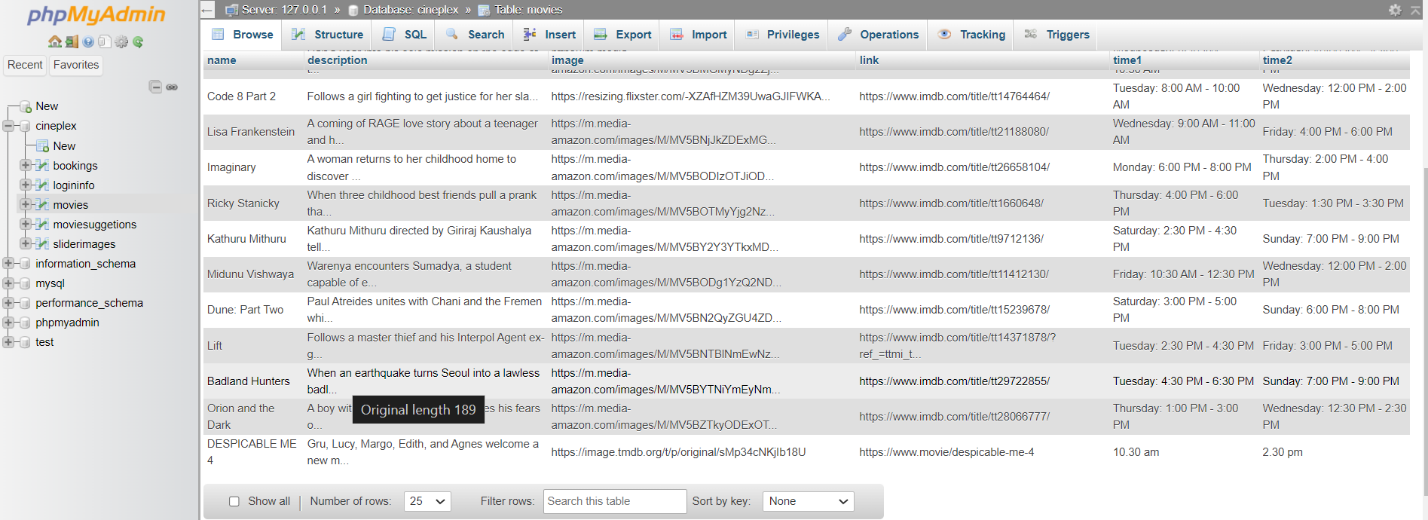 phpMyAdmin
Recent Favorites
New
cineplex
New
bookings
logininfo
movies
moviesuggetions
sliderimages
information_schema
mysql
performance_schema
phpmyadmin
test
Server: 127.0.0.1 » Database: cineplex » Table: movies
Browse Structure SQL Search Insert Export Import Privileges Operations Tracking Triggers
name description image link time1 time2
t... PM
Code 8 Part 2 Follows a girl fighting to get justice for her sla... https://resizing.flixster.com/-XZAfHZM39UwaGJIFWKA... https://www.imdb.com/title/tt14764464/ Tuesday: 8:00 AM - 10:00 AM Wednesday: 12:00 PM - 2:00 PM
Lisa Frankenstein A coming of RAGE love story about a teenager and h... https://m.media-amazon.com/images/M/MV5BNjJkZDExMG... https://www.imdb.com/title/tt21188080/ Wednesday: 9:00 AM - 11:00 AM Friday: 4:00 PM - 6:00 PM
Imaginary A woman returns to her childhood home to discover ... https://m.media-amazon.com/images/M/MV5BODIzOTJiOD... https://www.imdb.com/title/tt26658104/ Monday: 6:00 PM - 8:00 PM Thursday: 2:00 PM - 4:00 PM
Ricky Stanicky When three childhood best friends pull a prank tha... https://m.media-amazon.com/images/M/MV5BOTMyYjg2Nz... https://www.imdb.com/title/tt1660648/ Thursday: 4:00 PM - 6:00 PM Tuesday: 1:30 PM - 3:30 PM
Kathuru Mithuru Kathuru Mithuru directed by Giriraj Kaushalya tell... https://m.media-amazon.com/images/M/MV5BY2Y3YTkxMD... https://www.imdb.com/title/tt9712136/ Saturday: 2:30 PM - 4:30 PM Sunday: 7:00 PM - 9:00 PM
Midunu Vishwaya Warenya encounters Sumadya, a student capable of e... https://m.media-amazon.com/images/M/MV5BODg1YzQ2ND... https://www.imdb.com/title/tt11412130/ Friday: 10:30 AM - 12:30 PM Wednesday: 12:00 PM - 2:00 PM
Dune: Part Two Paul Atreides unites with Chani and the Fremen whi... https://m.media-amazon.com/images/M/MV5BN2QyZGU4ZD... https://www.imdb.com/title/tt15239678/ Saturday: 3:00 PM - 5:00 PM Sunday: 6:00 PM - 8:00 PM
Lift Follows a master thief and his Interpol Agent ex-g... https://m.media-amazon.com/images/M/MV5BNTBlNmEwNz... https://www.imdb.com/title/tt14371878/?ref_=ttmi_t... Tuesday: 2:30 PM - 4:30 PM Friday: 3:00 PM - 5:00 PM
Badland Hunters When an earthquake turns Seoul into a lawless badl... https://m.media-amazon.com/images/M/MV5BYTNiYmEyNm... https://www.imdb.com/title/tt29722855/ Tuesday: 4:30 PM - 6:30 PM Sunday: 7:00 PM - 9:00 PM
Original length 189
Orion and the Dark A boy wit es his fears o... https://m.media-amazon.com/images/M/MV5BZTkyODExOT... https://www.imdb.com/title/tt28066777/ Thursday: 1:00 PM - 3:00 PM Wednesday: 12:30 PM - 2:30 PM
DESPICABLE ME 4 Gru, Lucy, Margo, Edith, and Agnes welcome a new m... https://image.tmdb.org/t/p/original/sMp34cNKjIb18U https://www.movie/despicable-me-4 10.30 am 2.30 pm
Show all Number of rows: 25 Filter rows: Search this table Sort by key: None